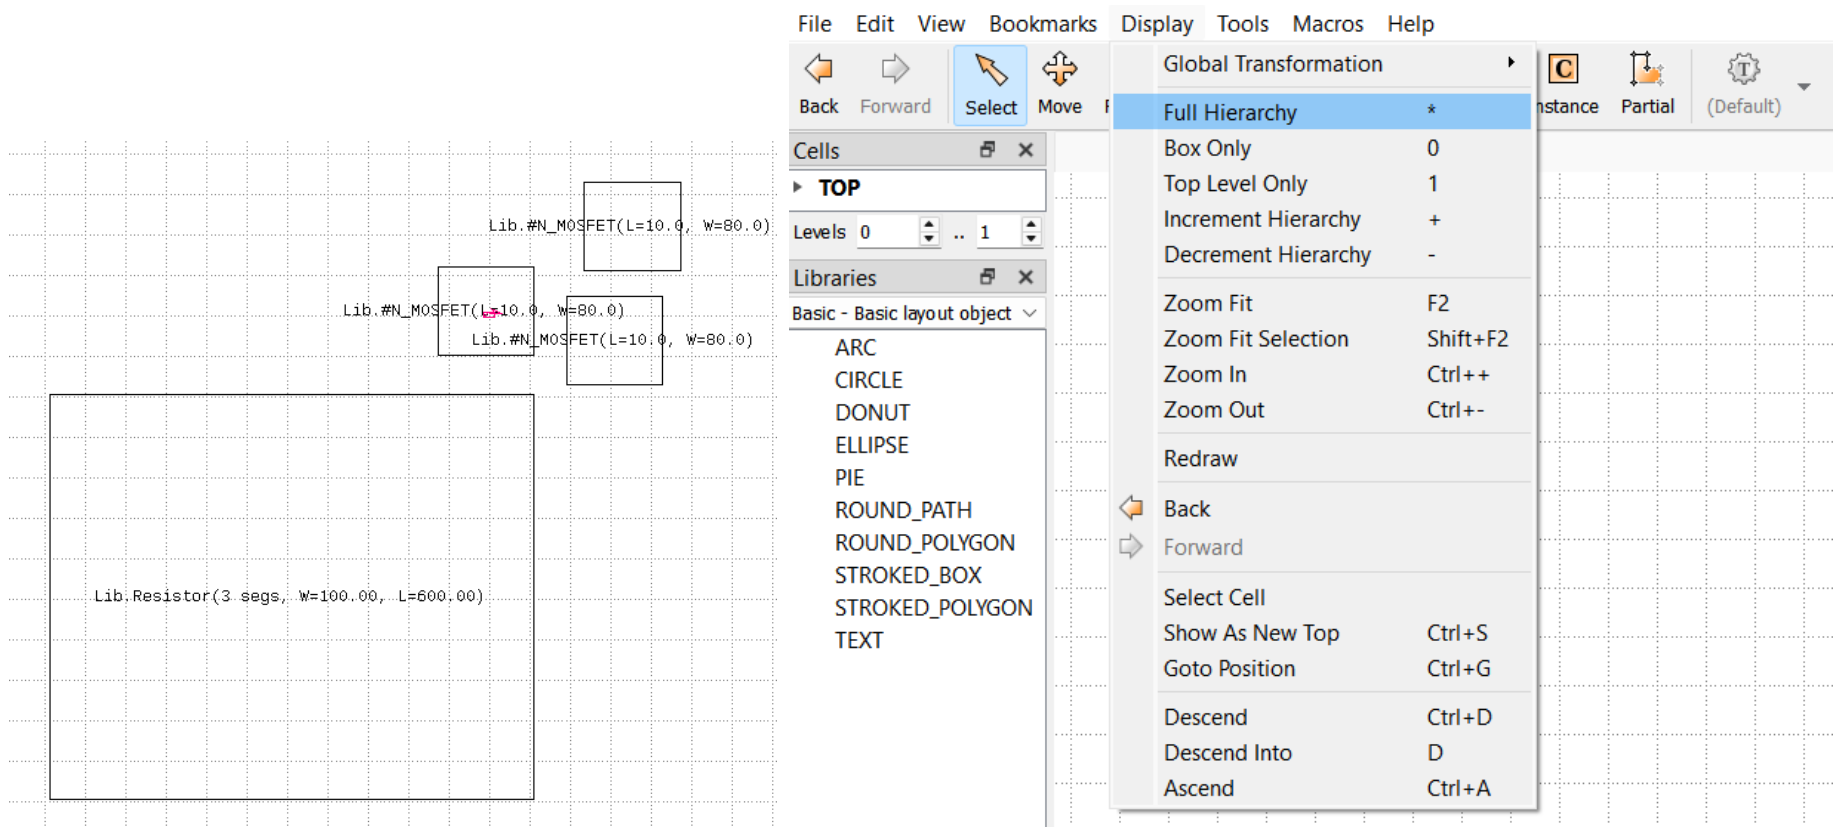 Lib.#N_MOSFET(L=10.0, W=80.0)
Lib.#N_MOSFET(L=10.0, W=80.0)
Lib.#N_MOSFET(L=10.0, W=80.0)
Lib.Resistor(3 segs, W=100.00, L=600.00)
File Edit View Bookmarks Display Tools Macros Help
Back Forward Select Move nstance Partial (Default)
C
T
Cells
TOP
Levels 0 .. 1
Libraries
Basic - Basic layout object
ARC
CIRCLE
DONUT
ELLIPSE
PIE
ROUND_PATH
ROUND_POLYGON
STROKED_BOX
STROKED_POLYGON
TEXT
Global Transformation
Full Hierarchy *
Box Only 0
Top Level Only 1
Increment Hierarchy +
Decrement Hierarchy -
Zoom Fit F2
Zoom Fit Selection Shift+F2
Zoom In Ctrl++
Zoom Out Ctrl+-
Redraw
Back
Forward
Select Cell
Show As New Top Ctrl+S
Goto Position Ctrl+G
Descend Ctrl+D
Descend Into D
Ascend Ctrl+A